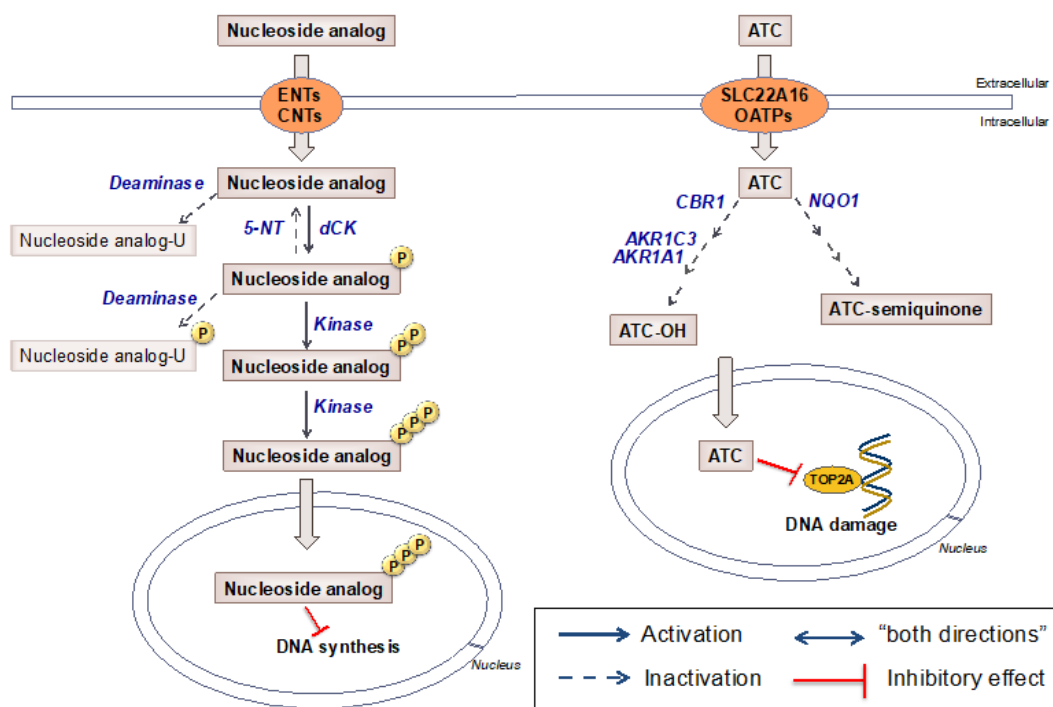 Nucleoside analog
ATC
ENTs
CNTs
SLC22A16
OATPs
Extracellular
Intracellular
Deaminase
Nucleoside analog
Nucleoside analog-U
5-NT
dCK
P
Nucleoside analog
Deaminase
P
Nucleoside analog-U
Kinase
P
P
Nucleoside analog
Kinase
P
P
P
Nucleoside analog
P
P
P
Nucleoside analog
DNA synthesis
Nucleus
ATC
CBR1
NQO1
AKR1C3
AKR1A1
ATC-OH
ATC-semiquinone
ATC
TOP2A
DNA damage
Nucleus
Activation
"both directions"
Inactivation
Inhibitory effect